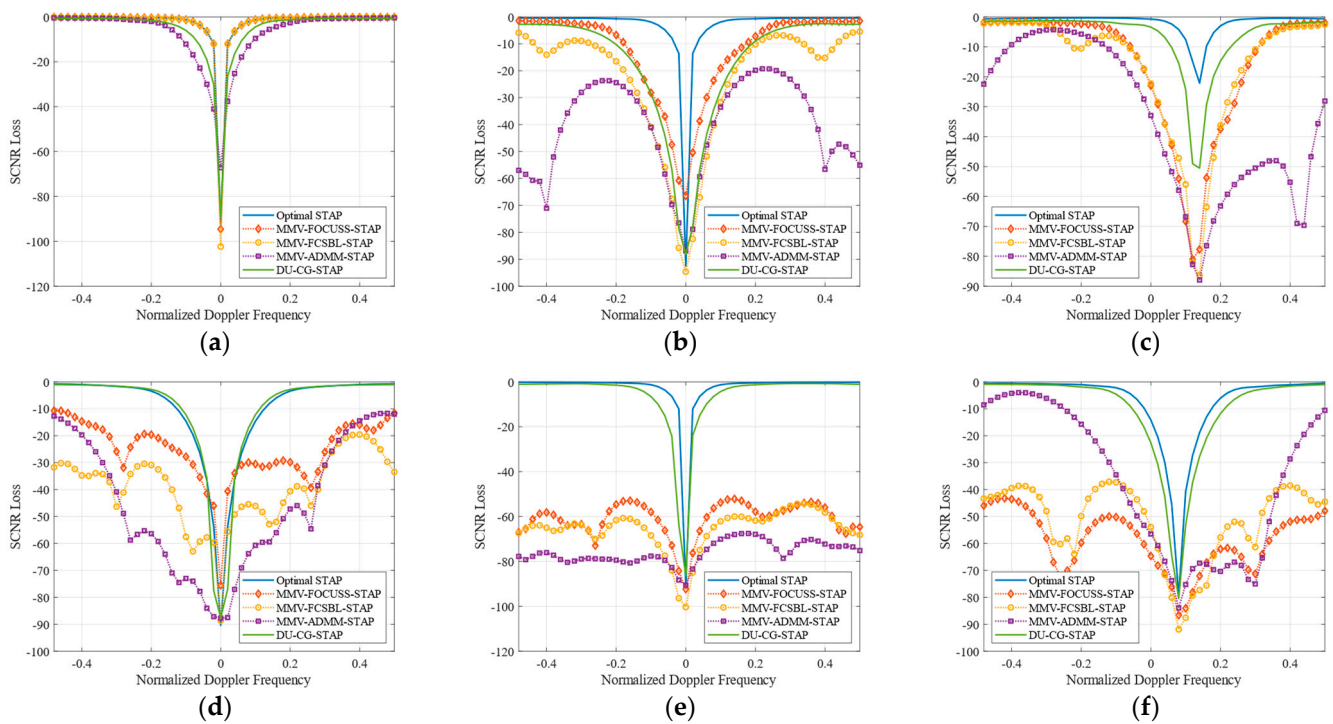 0
-20
-40
-60
-80
-100
-120
SCNR Loss
Optimal STAP
MMV-FOCUSS-STAP
MMV-FCSBL-STAP
MMV-ADMM-STAP
DU-CG-STAP
-0.4 -0.2 0 0.2 0.4
Normalized Doppler Frequency
(a)
0
-10
-20
-30
-40
-50
-60
-70
-80
-90
-100
SCNR Loss
Optimal STAP
MMV-FOCUSS-STAP
MMV-FCSBL-STAP
MMV-ADMM-STAP
DU-CG-STAP
-0.4 -0.2 0 0.2 0.4
Normalized Doppler Frequency
(b)
0
-10
-20
-30
-40
-50
-60
-70
-80
-90
SCNR Loss
Optimal STAP
MMV-FOCUSS-STAP
MMV-FCSBL-STAP
MMV-ADMM-STAP
DU-CG-STAP
-0.4 -0.2 0 0.2 0.4
Normalized Doppler Frequency
(c)
0
-10
-20
-30
-40
-50
-60
-70
-80
-90
-100
SCNR Loss
Optimal STAP
MMV-FOCUSS-STAP
MMV-FCSBL-STAP
MMV-ADMM-STAP
DU-CG-STAP
-0.4 -0.2 0 0.2 0.4
Normalized Doppler Frequency
(d)
0
-20
-40
-60
-80
-100
-120
SCNR Loss
Optimal STAP
MMV-FOCUSS-STAP
MMV-FCSBL-STAP
MMV-ADMM-STAP
DU-CG-STAP
-0.4 -0.2 0 0.2 0.4
Normalized Doppler Frequency
(e)
0
-10
-20
-30
-40
-50
-60
-70
-80
-90
-100
SCNR Loss
Optimal STAP
MMV-FOCUSS-STAP
MMV-FCSBL-STAP
MMV-ADMM-STAP
DU-CG-STAP
-0.4 -0.2 0 0.2 0.4
Normalized Doppler Frequency
(f)